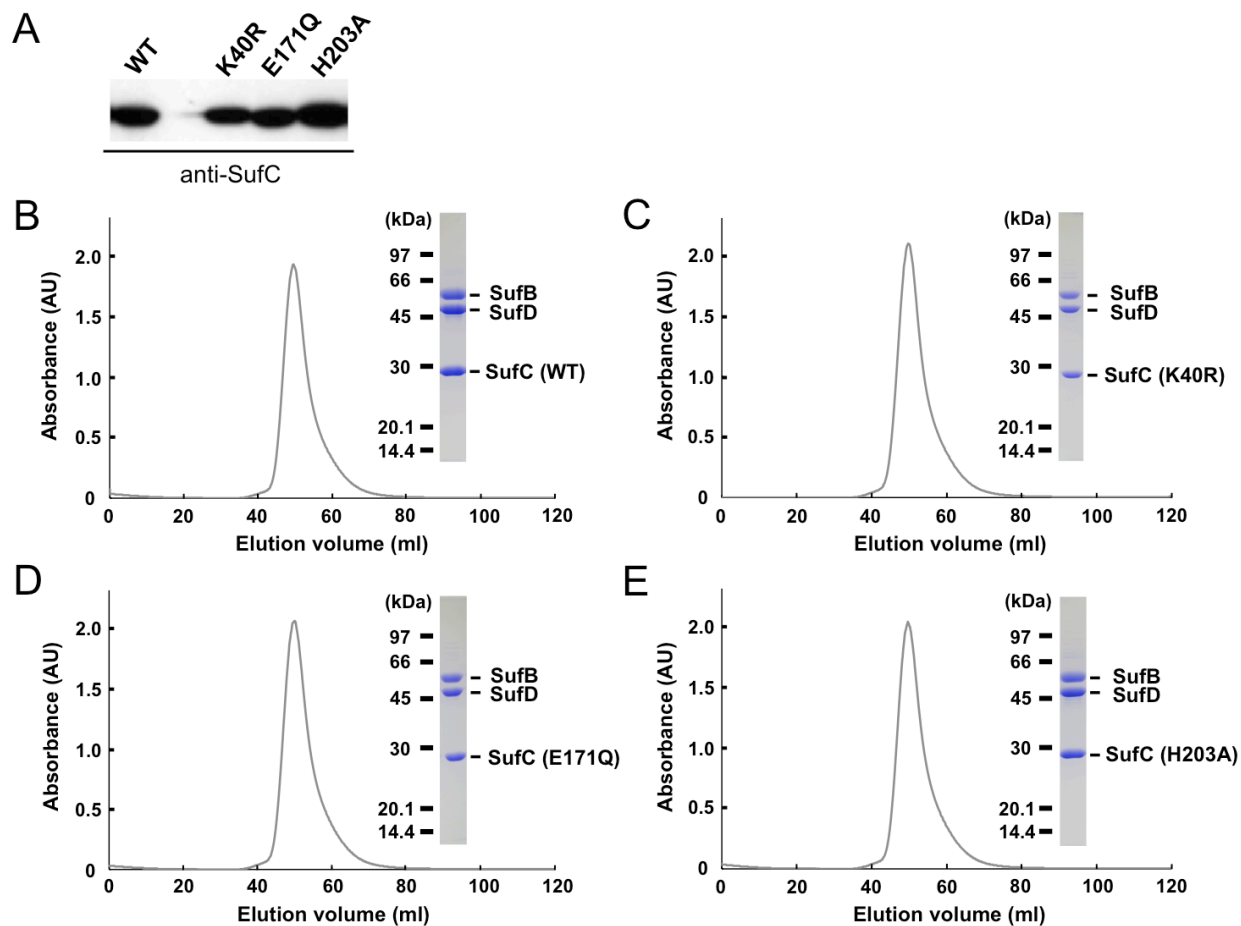 A
WT K40R E171Q H203A
anti-SufC
B
Absorbance (AU)
2.0
1.5
1.0
0.5
0
0 20 40 60 80 100 120
Elution volume (ml)
(kDa)
97
66
45
30
20.1
14.4
SufB
SufD
SufC (WT)
C
Absorbance (AU)
2.0
1.5
1.0
0.5
0
0 20 40 60 80 100 120
Elution volume (ml)
(kDa)
97
66
45
30
20.1
14.4
SufB
SufD
SufC (K40R)
D
Absorbance (AU)
2.0
1.5
1.0
0.5
0
0 20 40 60 80 100 120
Elution volume (ml)
(kDa)
97
66
45
30
20.1
14.4
SufB
SufD
SufC (E171Q)
E
Absorbance (AU)
2.0
1.5
1.0
0.5
0
0 20 40 60 80 100 120
Elution volume (ml)
(kDa)
97
66
45
30
20.1
14.4
SufB
SufD
SufC (H203A)